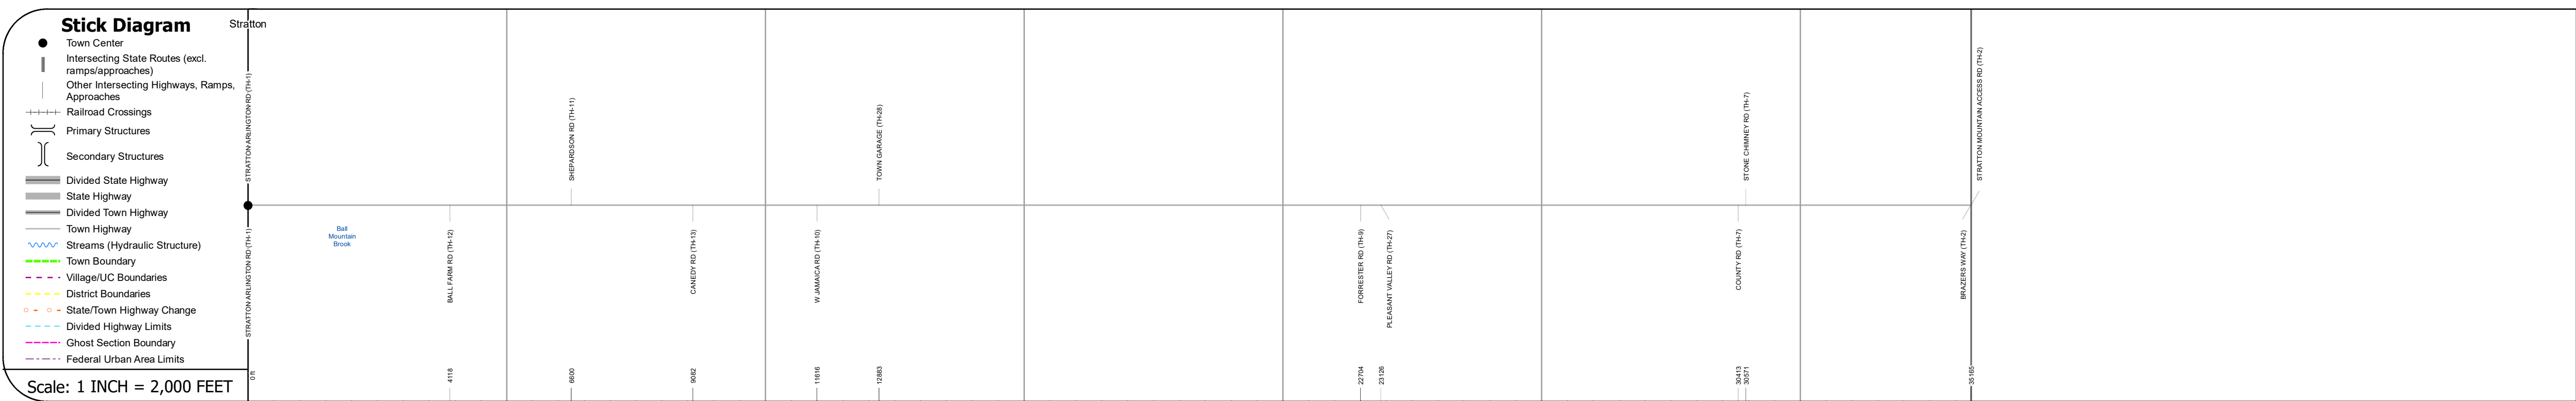 Stick Diagram
Town Center
Intersecting State Routes (excl.
ramps/approaches)
Other Intersecting Highways, Ramps,
Approaches
Railroad Crossings
Primary Structures
Secondary Structures
Divided State Highway
State Highway
Divided Town Highway
Town Highway
Streams (Hydraulic Structure)
Town Boundary
Village/UC Boundaries
District Boundaries
State/Town Highway Change
Divided Highway Limits
Ghost Section Boundary
Federal Urban Area Limits
Scale: 1 INCH = 2,000 FEET
Stratton
STRATTON-ARLINGTON RD (TH-1)
SHEPARDSON RD (TH-11)
TOWN GARAGE (TH-28)
STONE CHIMNEY RD (TH-7)
STRATTON MOUNTAIN ACCESS RD (TH-2)
STRATTON-ARLINGTON RD (TH-1)
Ball
Mountain
Brook
BALL FARM RD (TH-12)
CANEDY RD (TH-13)
W JAMAICA RD (TH-10)
FORRESTER RD (TH-9)
PLEASANT VALLEY RD (TH-27)
COUNTY RD (TH-7)
BRAZERS WAY (TH-2)
0 ft
4118
6600
9082
11616
12883
22704
23126
30413
30571
35165